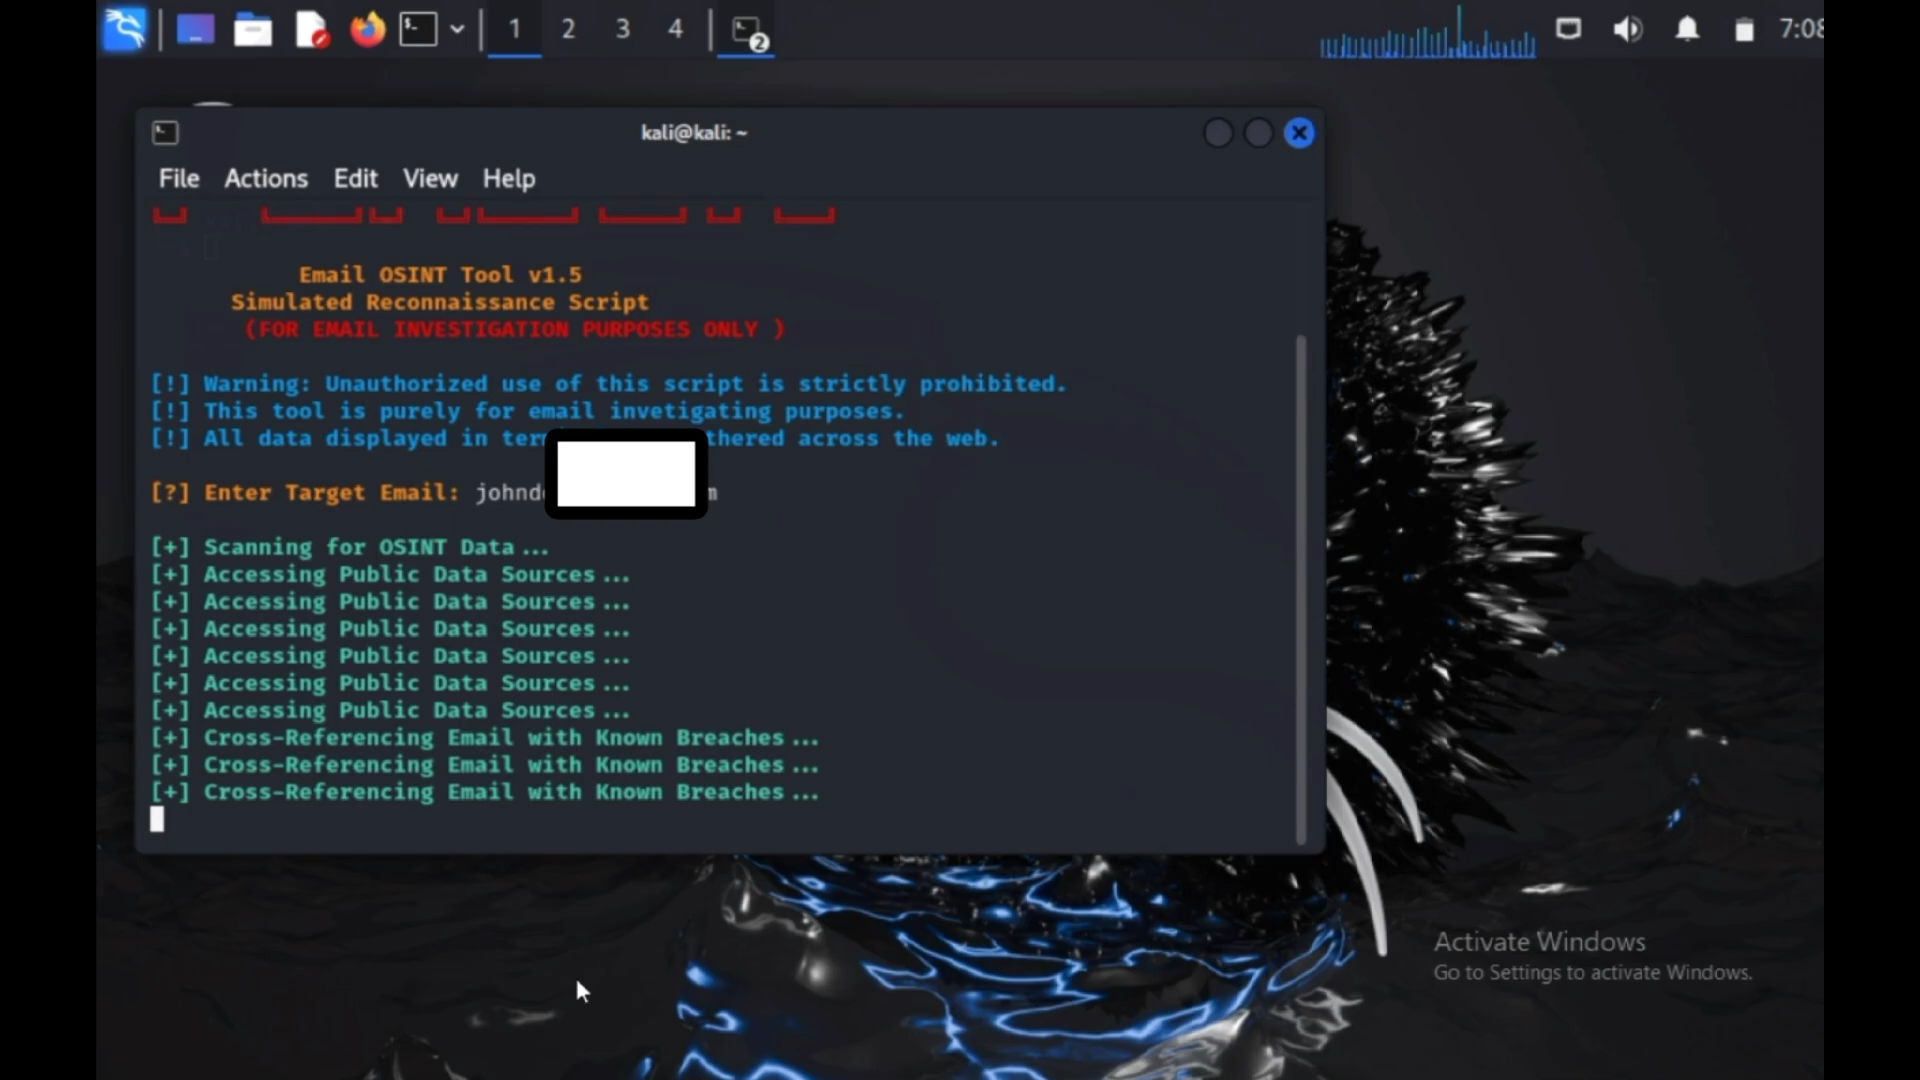 1 2 3 4 2 7:08
kali@kali: ~
File Actions Edit View Help
Email OSINT Tool v1.5
Simulated Reconnaissance Script
(FOR EMAIL INVESTIGATION PURPOSES ONLY )
[!] Warning: Unauthorized use of this script is strictly prohibited.
[!] This tool is purely for email invetigating purposes.
[!] All data displayed in across the web.
[?] Enter Target Email:
[+] Scanning for OSINT Data...
[+] Accessing Public Data Sources...
[+] Accessing Public Data Sources...
[+] Accessing Public Data Sources...
[+] Accessing Public Data Sources...
[+] Accessing Public Data Sources...
[+] Accessing Public Data Sources...
[+] Cross-Referencing Email with Known Breaches...
[+] Cross-Referencing Email with Known Breaches...
[+] Cross-Referencing Email with Known Breaches...
Activate Windows
Go to Settings to activate Windows.